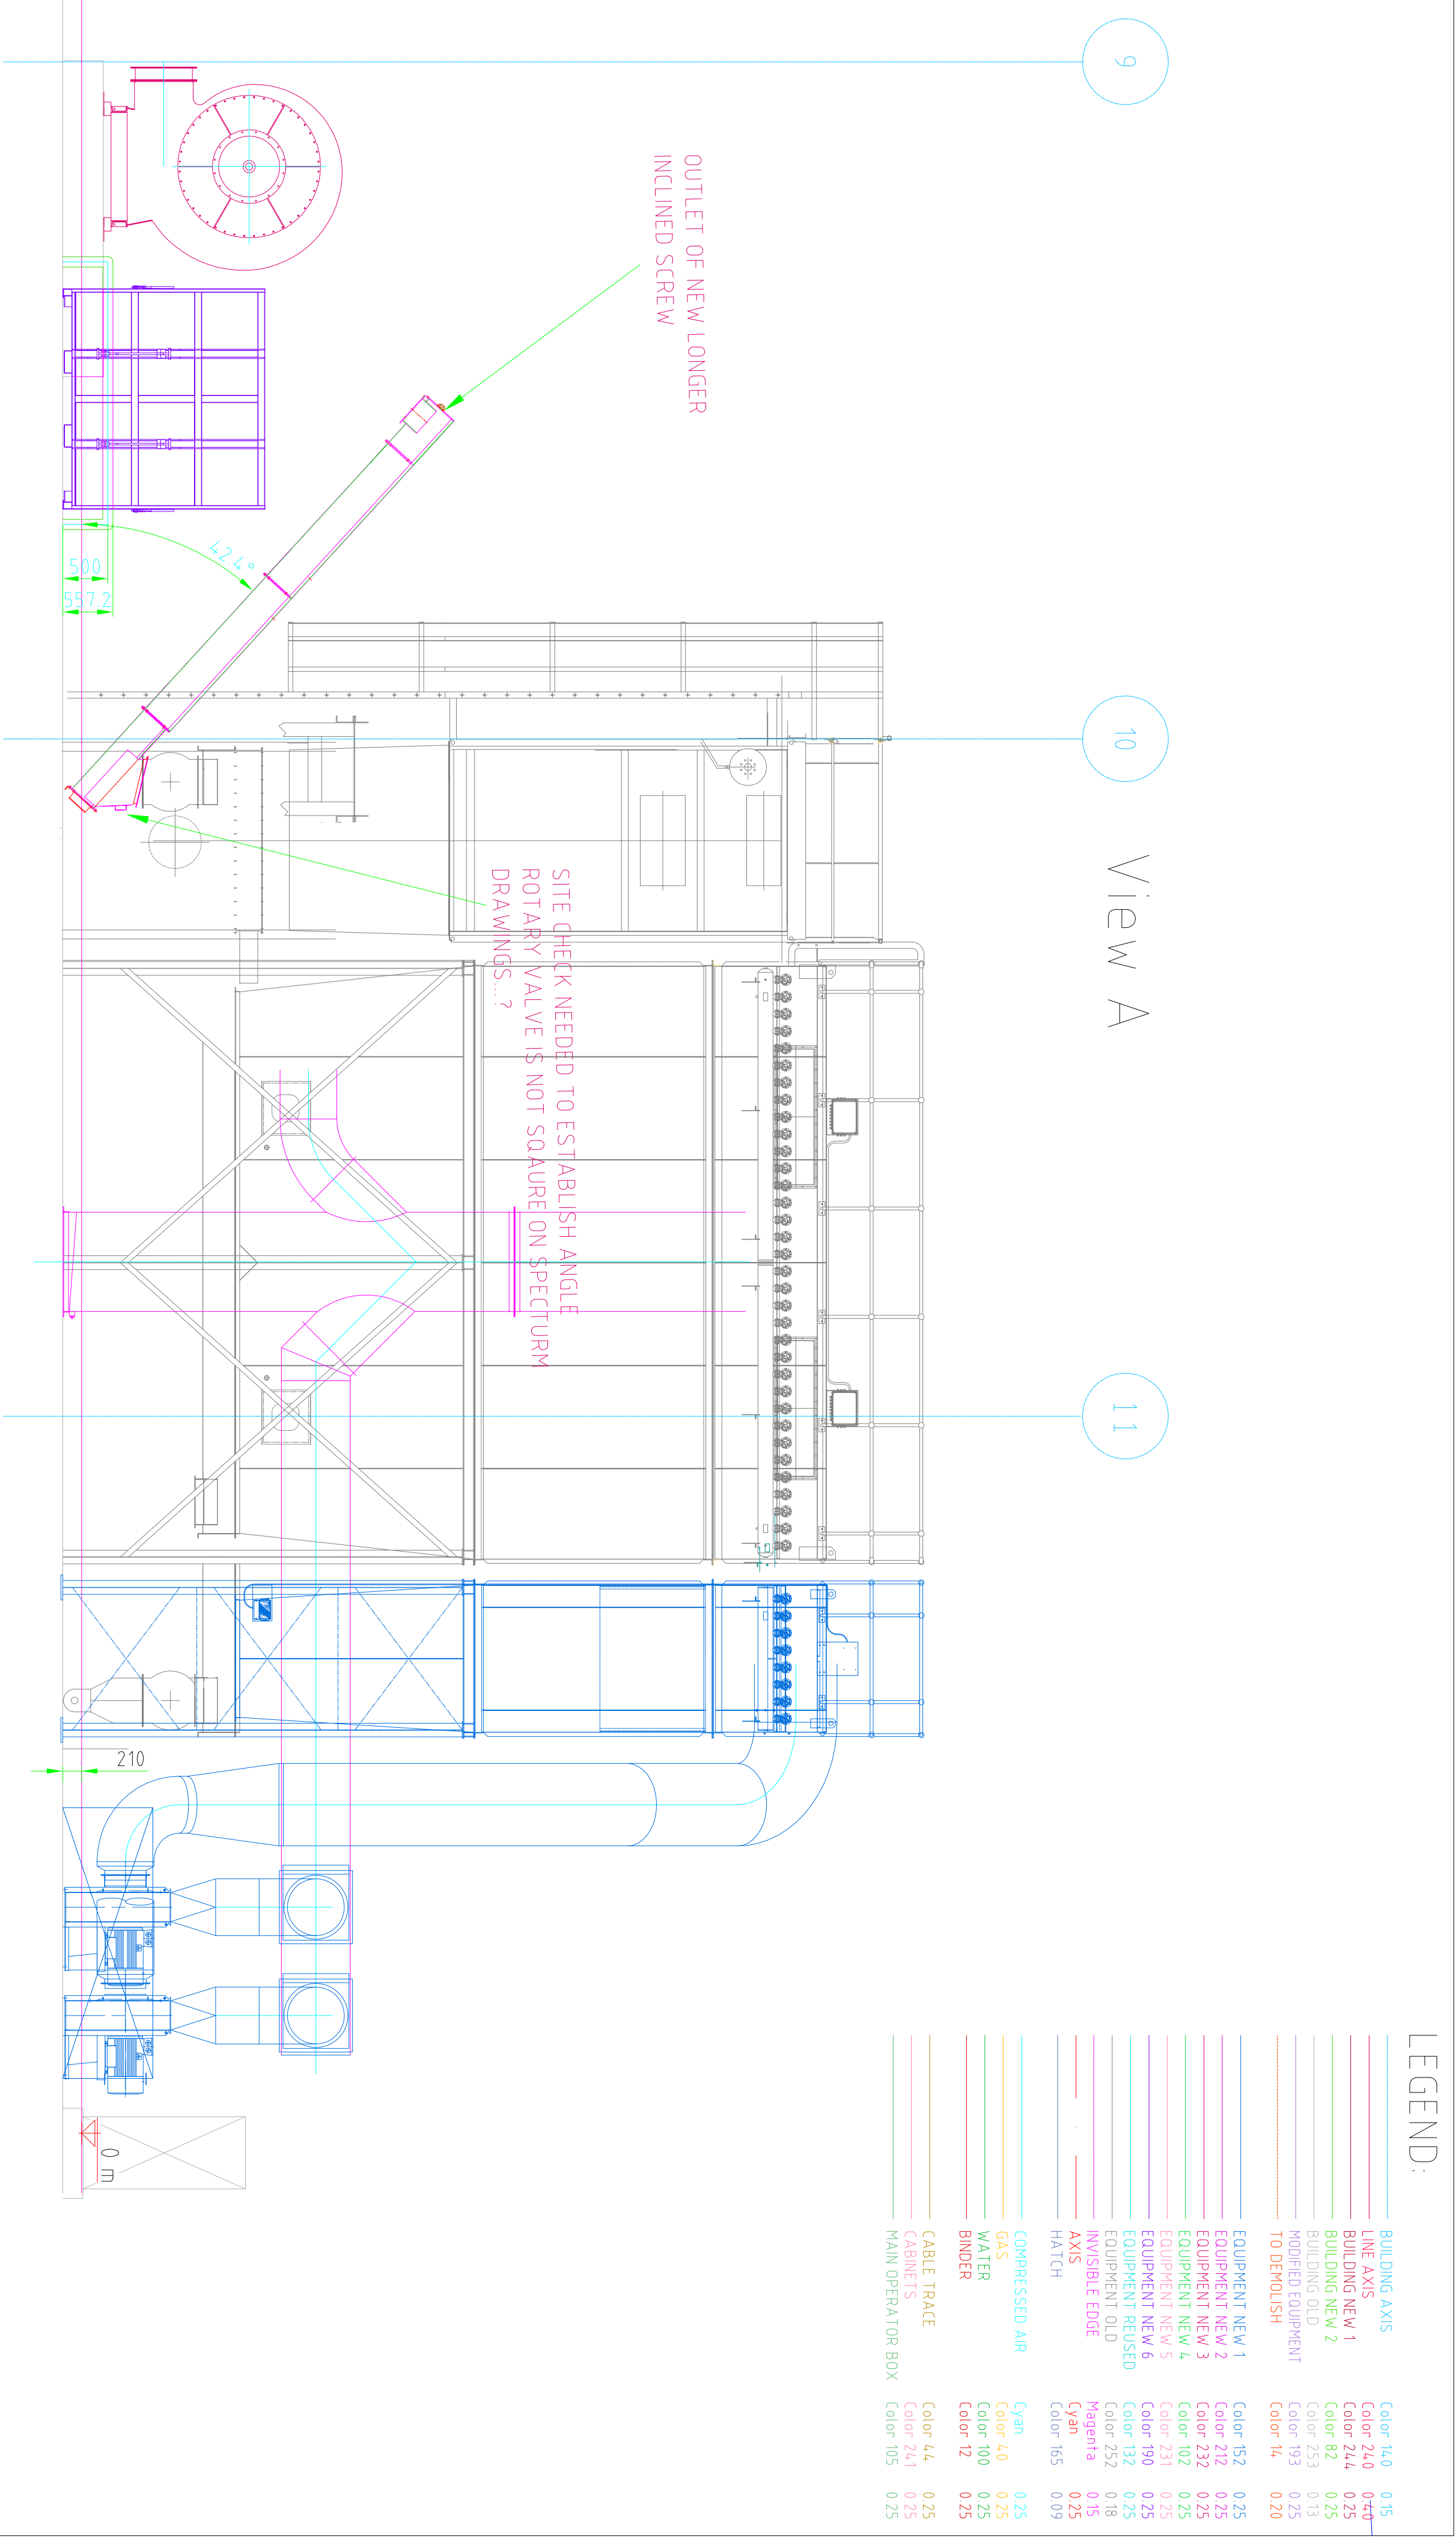 9
10
11
View A
OUTLET OF NEW LONGER
INCLINED SCREW
42.4°
500
557.2
SITE CHECK NEEDED TO ESTABLISH ANGLE
ROTARY VALVE IS NOT SQAURE ON SPECTURM
DRAWINGS...?
210
0 m
LEGEND:
BUILDING AXIS Color 140 0.15
LINE AXIS Color 240 0.40
BUILDING NEW 1 Color 244 0.25
BUILDING NEW 2 Color 82 0.25
BUILDING OLD Color 253 0.13
MODIFIED EQUIPMENT Color 193 0.25
TO DEMOLISH Color 14 0.20
EQUIPMENT NEW 1 Color 152 0.25
EQUIPMENT NEW 2 Color 212 0.25
EQUIPMENT NEW 3 Color 232 0.25
EQUIPMENT NEW 4 Color 102 0.25
EQUIPMENT NEW 5 Color 231 0.25
EQUIPMENT NEW 6 Color 190 0.25
EQUIPMENT REUSED Color 132 0.25
EQUIPMENT OLD Color 252 0.18
INVISIBLE EDGE Magenta 0.15
AXIS Cyan 0.25
HATCH Color 165 0.09
COMPRESSED AIR Cyan 0.25
GAS Color 40 0.25
WATER Color 100 0.25
BINDER Color 12 0.25
CABLE TRACE Color 44 0.25
CABINETS Color 241 0.25
MAIN OPERATOR BOX Color 105 0.25